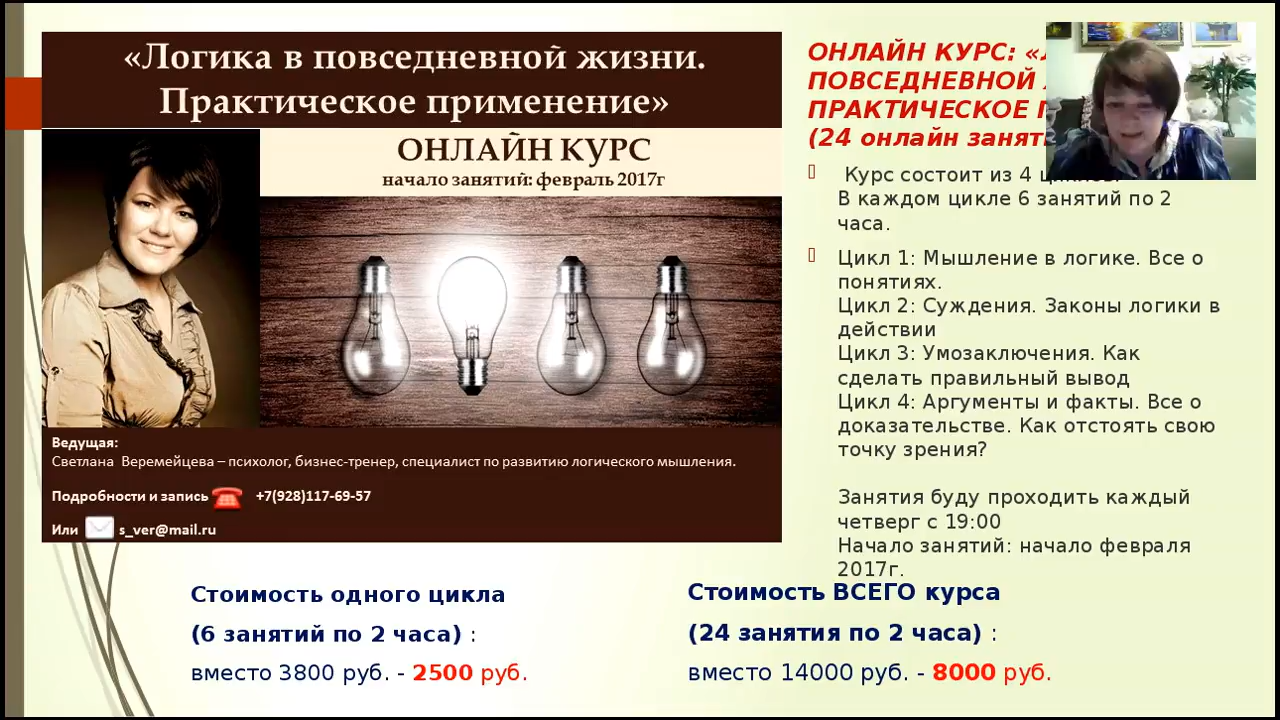 «Логика в повседневной жизни.
Практическое применение»
ОНЛАЙН КУРС
начало занятий: февраль 2017г
Ведущая:
Светлана Веремейцева – психолог, бизнес-тренер, специалист по развитию логического мышления.
Подробности и запись +7(928)117-69-57
Или s_ver@mail.ru
ОНЛАЙН КУРС:
ПОВСЕДНЕВНОЙ
ПРАКТИЧЕСКОЕ
(24 онлайн
Курс состоит из 4
В каждом цикле 6 занятий по 2
часа.
Цикл 1: Мышление в логике. Все о
понятиях.
Цикл 2: Суждения. Законы логики в
действии
Цикл 3: Умозаключения. Как
сделать правильный вывод
Цикл 4: Аргументы и факты. Все о
доказательстве. Как отстоять свою
точку зрения?
Занятия буду проходить каждый
четверг с 19:00
Начало занятий: начало февраля
2017г.
Стоимость одного цикла
(6 занятий по 2 часа) :
вместо 3800 руб. - 2500 руб.
Стоимость ВСЕГО курса
(24 занятия по 2 часа) :
вместо 14000 руб. - 8000 руб.